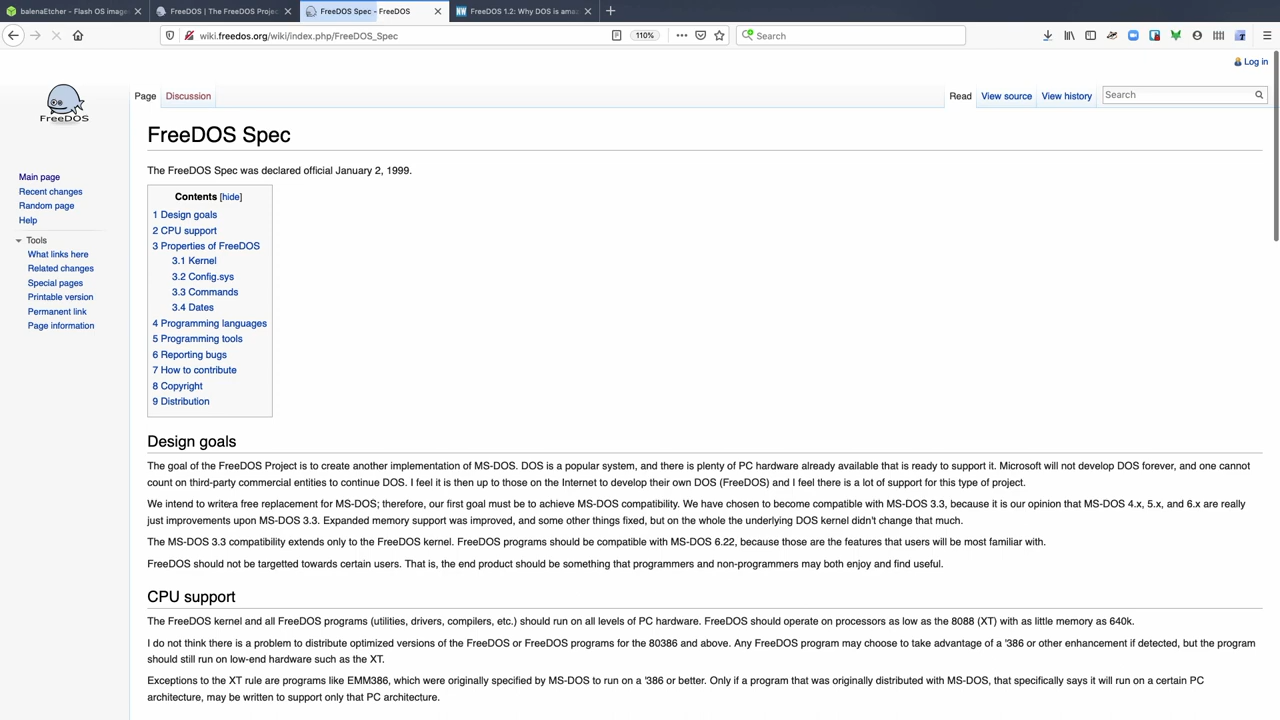 balenaEtcher - Flash OS image
FreeDOS | The FreeDOS Proje
FreeDOS Spec - FreeDOS
FreeDOS 1.2: Why DOS is ama
wiki.freedos.org/wiki/index.php/FreeDOS_Spec
110%
Search
Log in
FreeDOS
Page
Discussion
Read
View source
View history
Search
Main page
Recent changes
Random page
Help
Tools
What links here
Related changes
Special pages
Printable version
Permanent link
Page information
FreeDOS Spec
The FreeDOS Spec was declared official January 2, 1999.
Contents [hide]
1 Design goals
2 CPU support
3 Properties of FreeDOS
3.1 Kernel
3.2 Config.sys
3.3 Commands
3.4 Dates
4 Programming languages
5 Programming tools
6 Reporting bugs
7 How to contribute
8 Copyright
9 Distribution
Design goals
The goal of the FreeDOS Project is to create another implementation of MS-DOS. DOS is a popular system, and there is plenty of PC hardware already available that is ready to support it. Microsoft will not develop DOS forever, and one cannot
count on third-party commercial entities to continue DOS. I feel it is then up to those on the Internet to develop their own DOS (FreeDOS) and I feel there is a lot of support for this type of project.
We intend to write a free replacement for MS-DOS; therefore, our first goal must be to achieve MS-DOS compatibility. We have chosen to become compatible with MS-DOS 3.3, because it is our opinion that MS-DOS 4.x, 5.x, and 6.x are really
just improvements upon MS-DOS 3.3. Expanded memory support was improved, and some other things fixed, but on the whole the underlying DOS kernel didn't change that much.
The MS-DOS 3.3 compatibility extends only to the FreeDOS kernel. FreeDOS programs should be compatible with MS-DOS 6.22, because those are the features that users will be most familiar with.
FreeDOS should not be targetted towards certain users. That is, the end product should be something that programmers and non-programmers may both enjoy and find useful.
CPU support
The FreeDOS kernel and all FreeDOS programs (utilities, drivers, compilers, etc.) should run on all levels of PC hardware. FreeDOS should operate on processors as low as the 8088 (XT) with as little memory as 640k.
I do not think there is a problem to distribute optimized versions of the FreeDOS or FreeDOS programs for the 80386 and above. Any FreeDOS program may choose to take advantage of a '386 or other enhancement if detected, but the program
should still run on low-end hardware such as the XT.
Exceptions to the XT rule are programs like EMM386, which were originally specified by MS-DOS to run on a '386 or better. Only if a program that was originally distributed with MS-DOS, that specifically says it will run on a certain PC
architecture, may be written to support only that PC architecture.